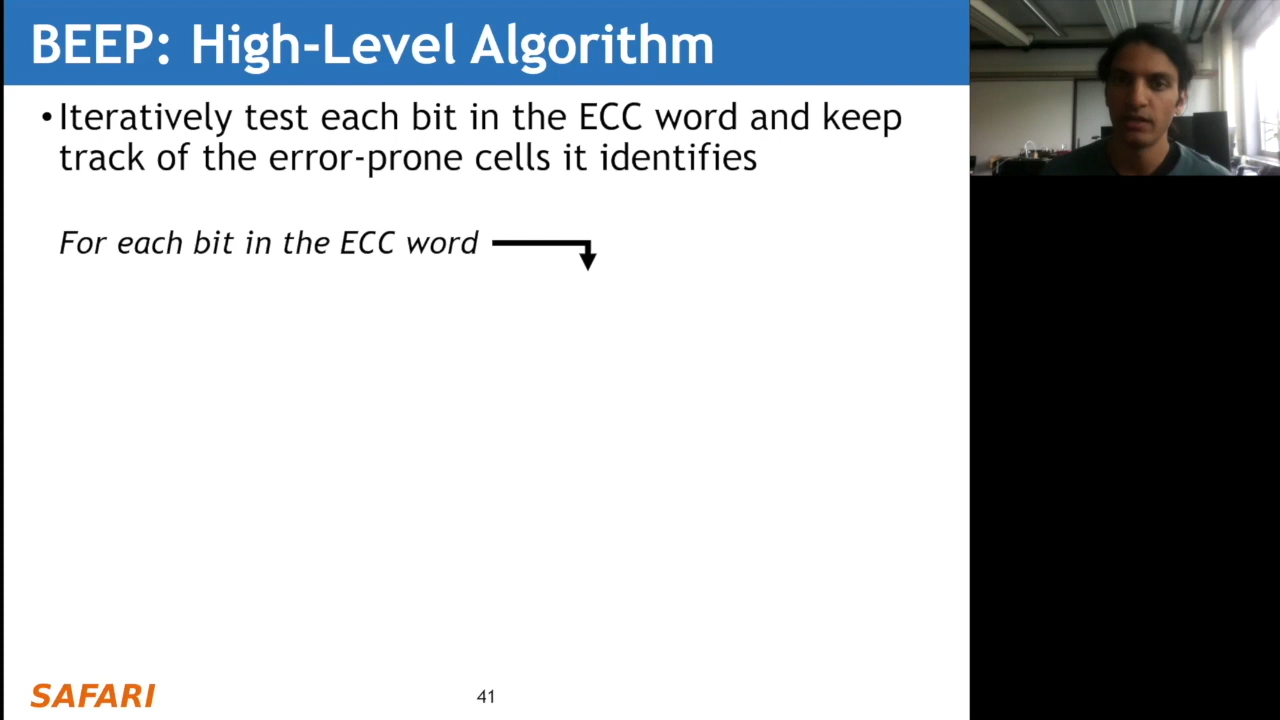 BEEP: High-Level Algorithm
• Iteratively test each bit in the ECC word and keep
track of the error-prone cells it identifies
For each bit in the ECC word
SAFARI
41